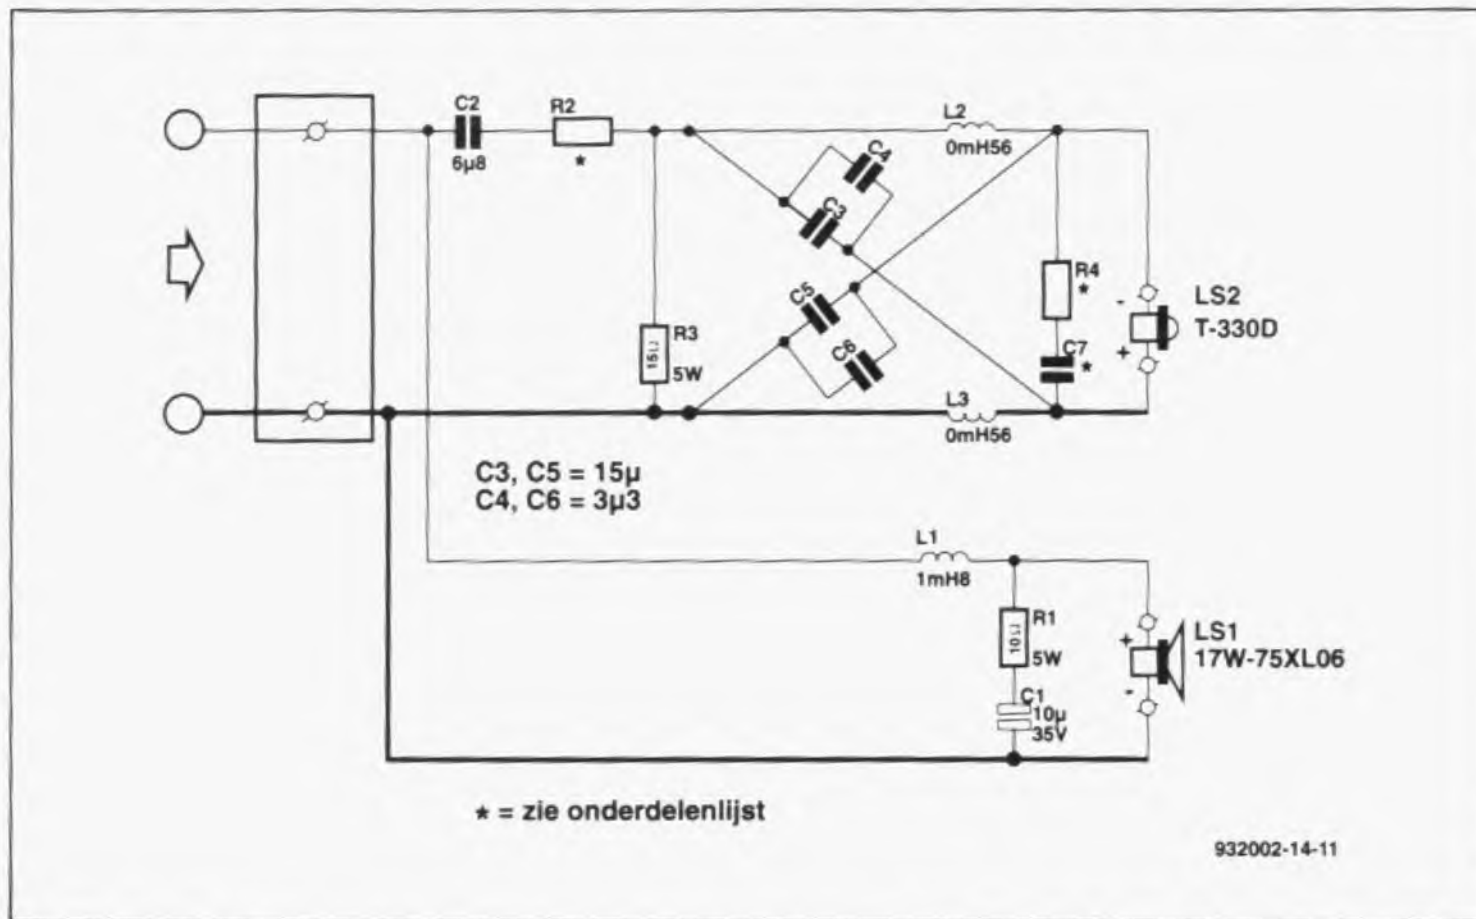 C2
6µ8
R2
*
L2
0mH56
C4
C3
C5
C6
R3
15Ω
5W
R4
*
C7
*
-
+
LS2
T-330D
L3
0mH56
C3, C5 = 15µ
C4, C6 = 3µ3
L1
1mH8
R1
10Ω
5W
C1
10µ
35V
+
-
LS1
17W-75XL06
* = zie onderdelenlijst
932002-14-11